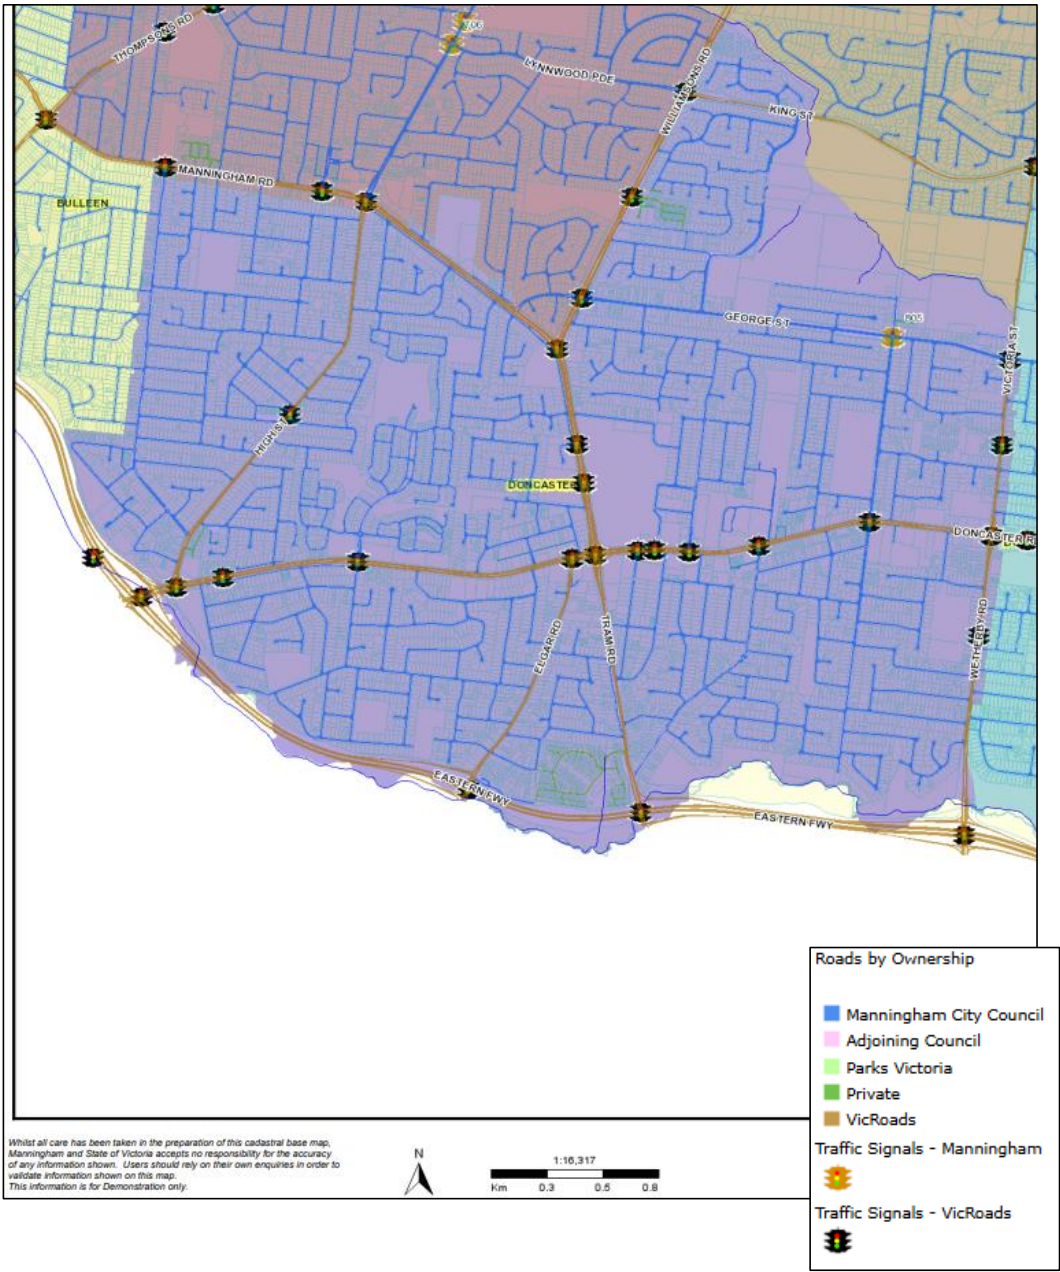 THOMPSONS RD
706
LYNNWOOD PDE
WILLIAMSONS RD
KING ST
MANNINGHAM RD
BULLEEN
GEORGE ST
905
VICTORIA ST
HIGH ST
DONCASTE
DONCASTER R
ELGAR RD
TRAM RD
WETHERBY RD
EASTERN FWY
EASTERN FWY
Roads by Ownership
Manningham City Council
Adjoining Council
Parks Victoria
Private
VicRoads
Traffic Signals - Manningham
Traffic Signals - VicRoads
Whilst all care has been taken in the preparation of this cadastral base map,
Manningham and State of Victoria accepts no responsibility for the accuracy
of any information shown. Users should rely on their own enquiries in order to
validate information shown on this map.
This information is for Demonstration only.
N
1:16,317
Km 0.3 0.5 0.8